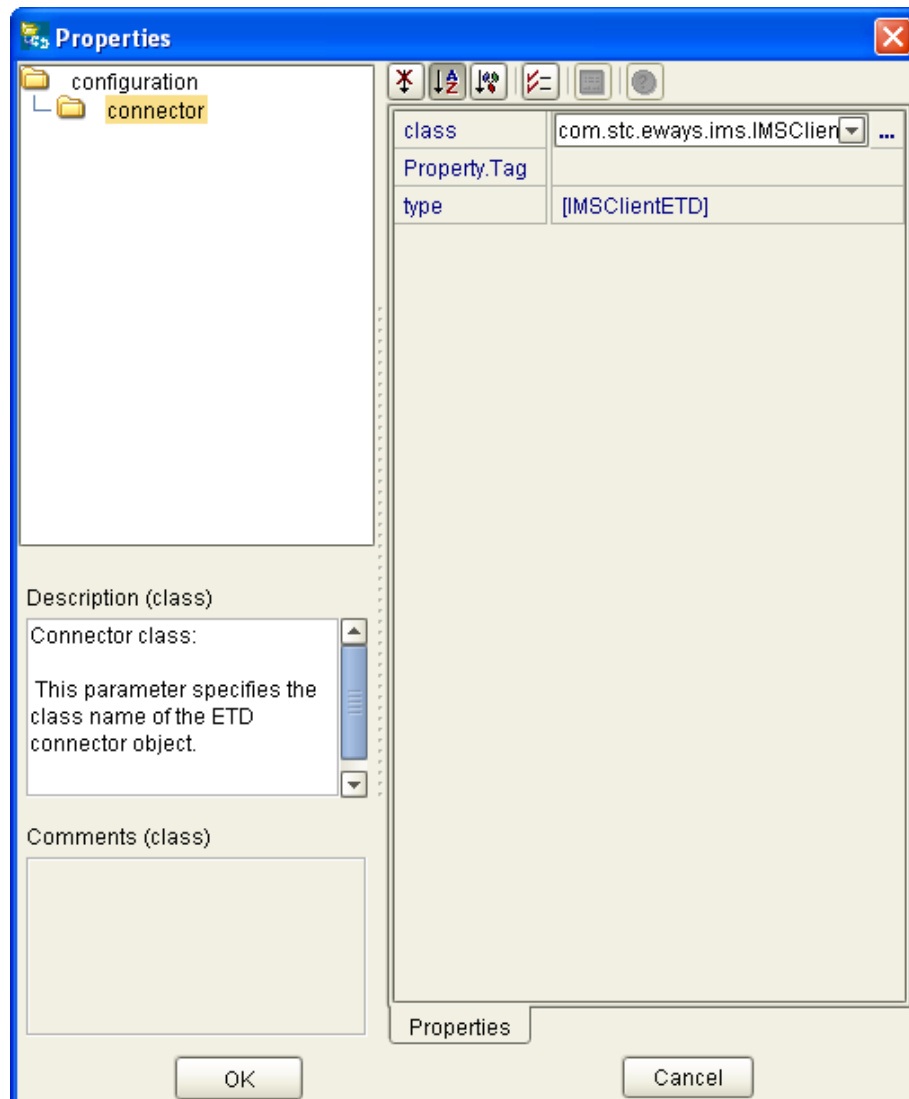 Properties
configuration
connector
class
com.stc.eways.ims.IMSClien
...
Property.Tag
type
[IMSClientETD]
Description (class)
Connector class:
This parameter specifies the
class name of the ETD
connector object.
Comments (class)
Properties
OK
Cancel